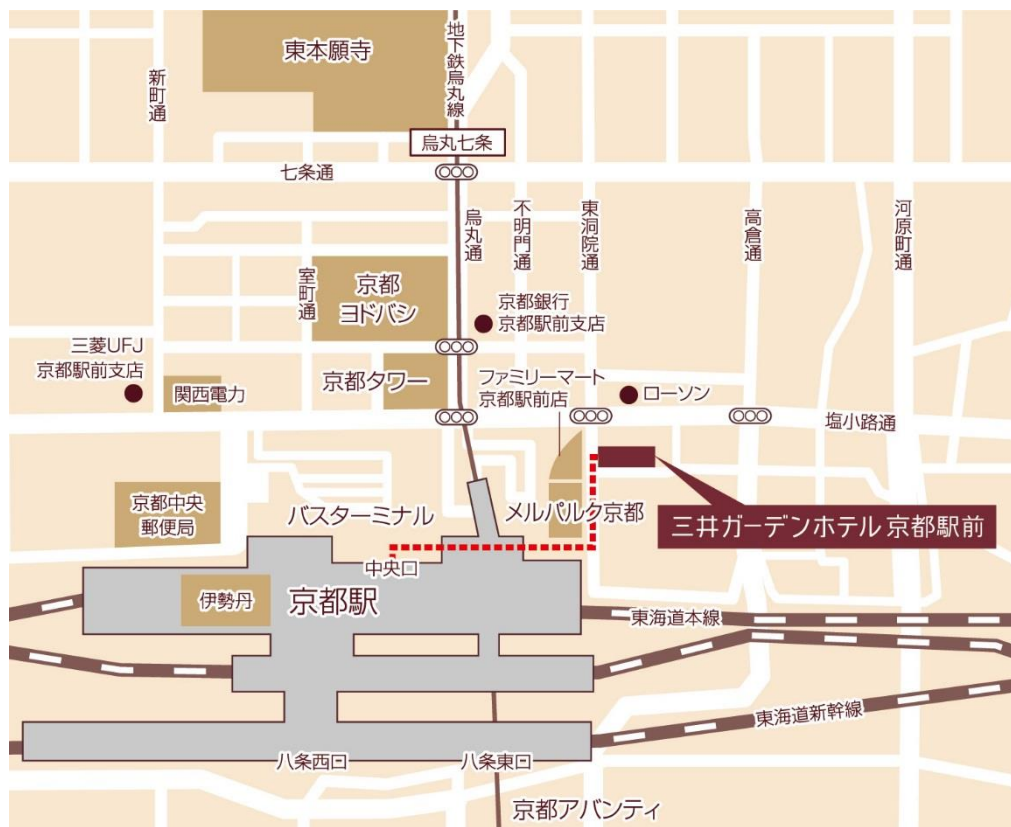 東本願寺
地下鉄烏丸線
新町通
烏丸七条
七条通
烏丸通
不明門通
東洞院通
高倉通
河原町通
室町通
京都
ヨドバシ
京都銀行
京都駅前支店
三菱UFJ
京都駅前支店
関西電力
京都タワー
ファミリーマート
京都駅前店
ローソン
塩小路通
京都中央
郵便局
バスターミナル
メルパルク京都
三井ガーデンホテル 京都駅前
中央口
伊勢丹
京都駅
東海道本線
東海道新幹線
八条西口
八条東口
京都アバンティ